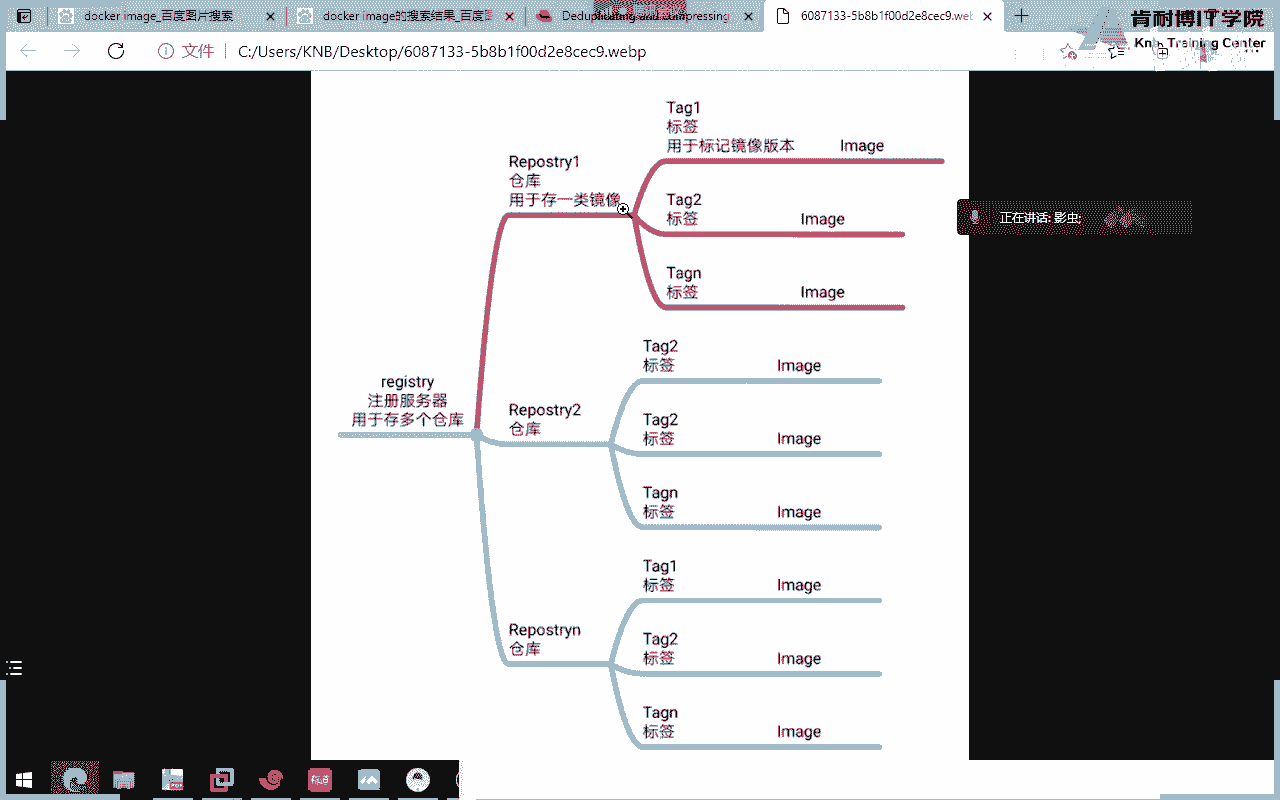 docker image_百度图片搜索
docker image的搜索结果_百度图
Deduplicating and compressing
6087133-5b8b1f00d2e8cec9.webp
肯耐博IT学院
Knb Training Center
文件
C:/Users/KNB/Desktop/6087133-5b8b1f00d2e8cec9.webp
Tag1
标签
用于标记镜像版本 Image
Repostry1
仓库
用于存一类镜像
Tag2
标签 Image
正在讲话: 影虫;
Tagn
标签 Image
Tag2
标签 Image
registry
注册服务器
用于存多个仓库
Repostry2
仓库
Tag2
标签 Image
Tagn
标签 Image
Tag1
标签 Image
Repostryn
仓库
Tag2
标签 Image
Tagn
标签 Image